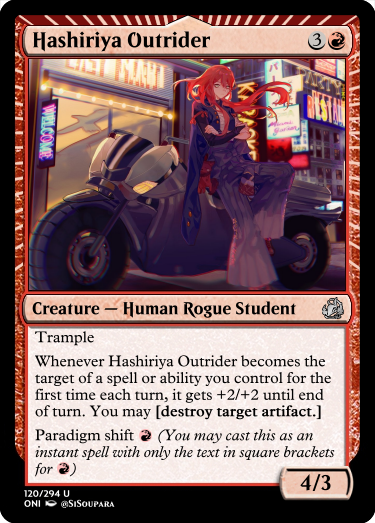 Hashiriya Outrider
3
WELCOME
Creature — Human Rogue Student
Trample
Whenever Hashiriya Outrider becomes the
target of a spell or ability you control for the
first time each turn, it gets +2/+2 until end
of turn. You may [destroy target artifact.]
Paradigm shift (You may cast this as an
instant spell with only the text in square brackets
for )
4/3
120/294 U
ONI @SiSoupara